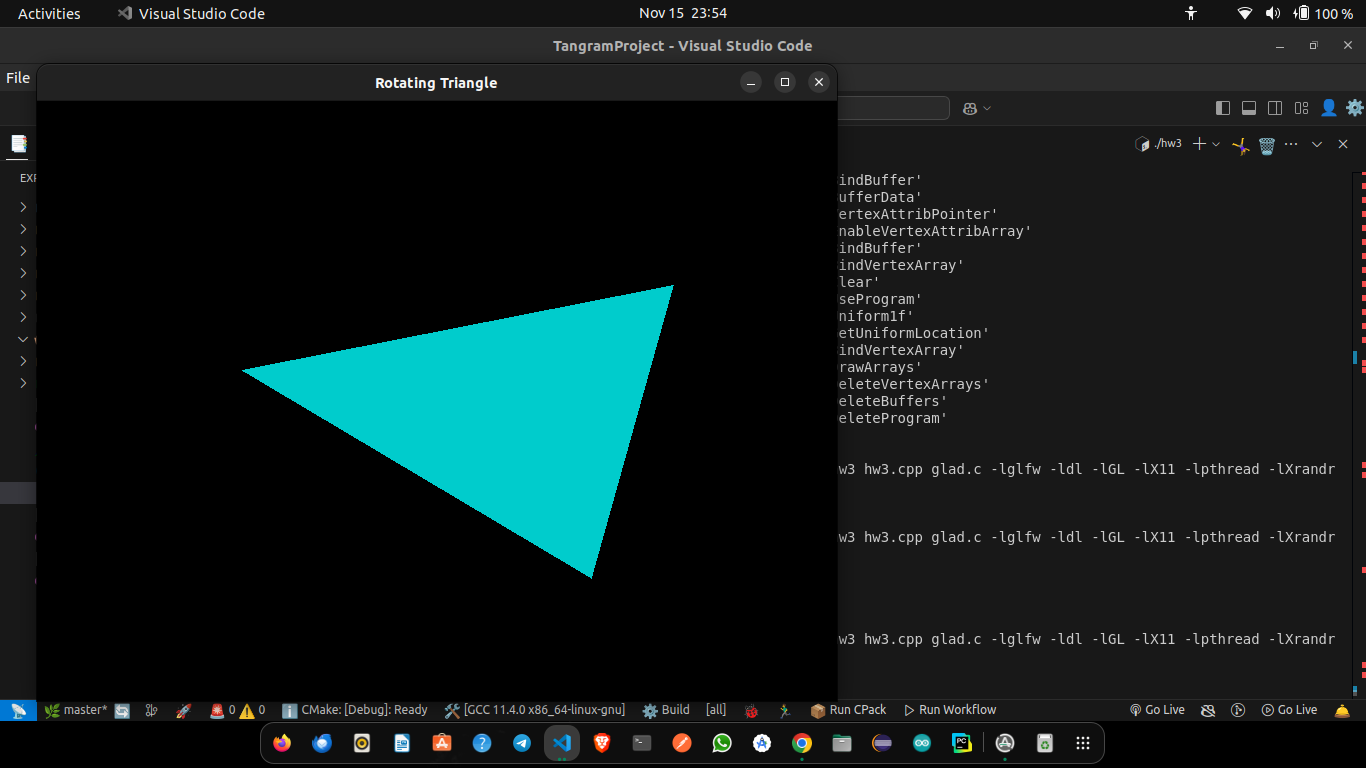 Activities Visual Studio Code Nov 15 23:54 100 %
TangramProject - Visual Studio Code
File
Rotating Triangle
./hw3
EXP
indBuffer'
ufferData'
ertexAttribPointer'
nableVertexAttribArray'
indBuffer'
indVertexArray'
lear'
seProgram'
niform1f'
etUniformLocation'
indVertexArray'
rawArrays'
eleteVertexArrays'
eleteBuffers'
eleteProgram'
w3 hw3.cpp glad.c -lglfw -ldl -lGL -lX11 -lpthread -lXrandr
w3 hw3.cpp glad.c -lglfw -ldl -lGL -lX11 -lpthread -lXrandr
w3 hw3.cpp glad.c -lglfw -ldl -lGL -lX11 -lpthread -lXrandr
master* 0 0 CMake: [Debug]: Ready [GCC 11.4.0 x86_64-linux-gnu] Build [all] Run CPack Run Workflow Go Live Go Live
PC